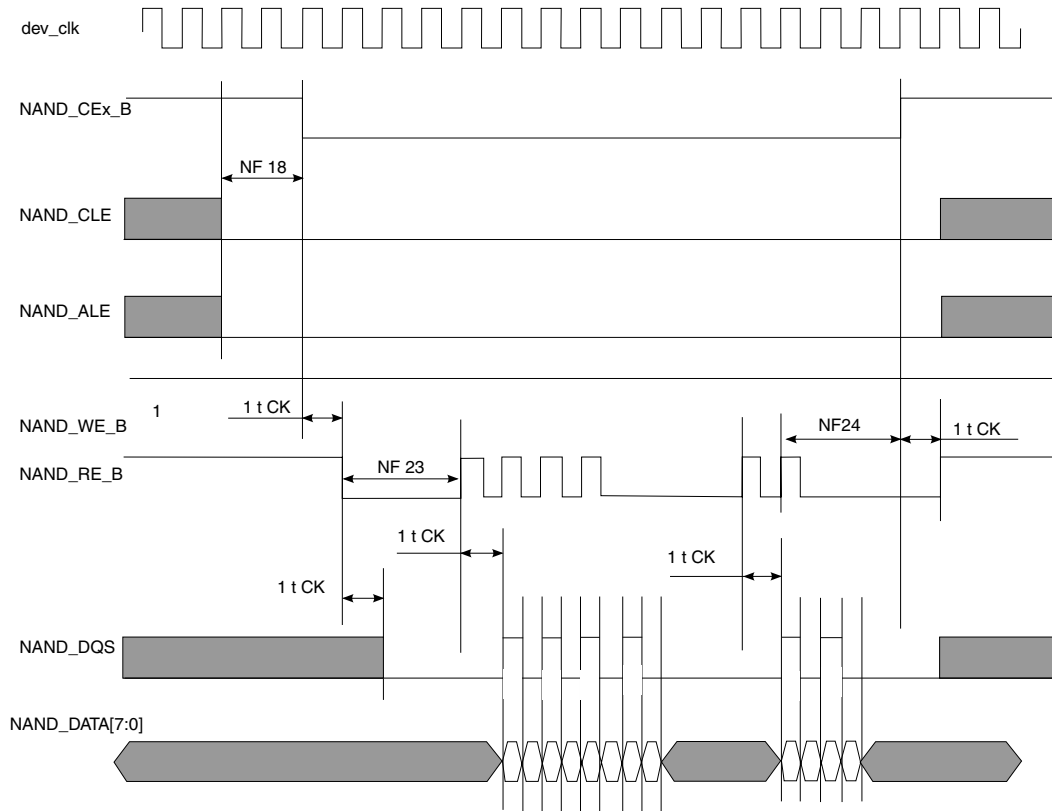 dev_clk
NAND_CEx_B
NF 18
NAND_CLE
NAND_ALE
1
1 t CK
NF24
1 t CK
NAND_WE_B
NF 23
NAND_RE_B
1 t CK
1 t CK
1 t CK
NAND_DQS
NAND_DATA[7:0]